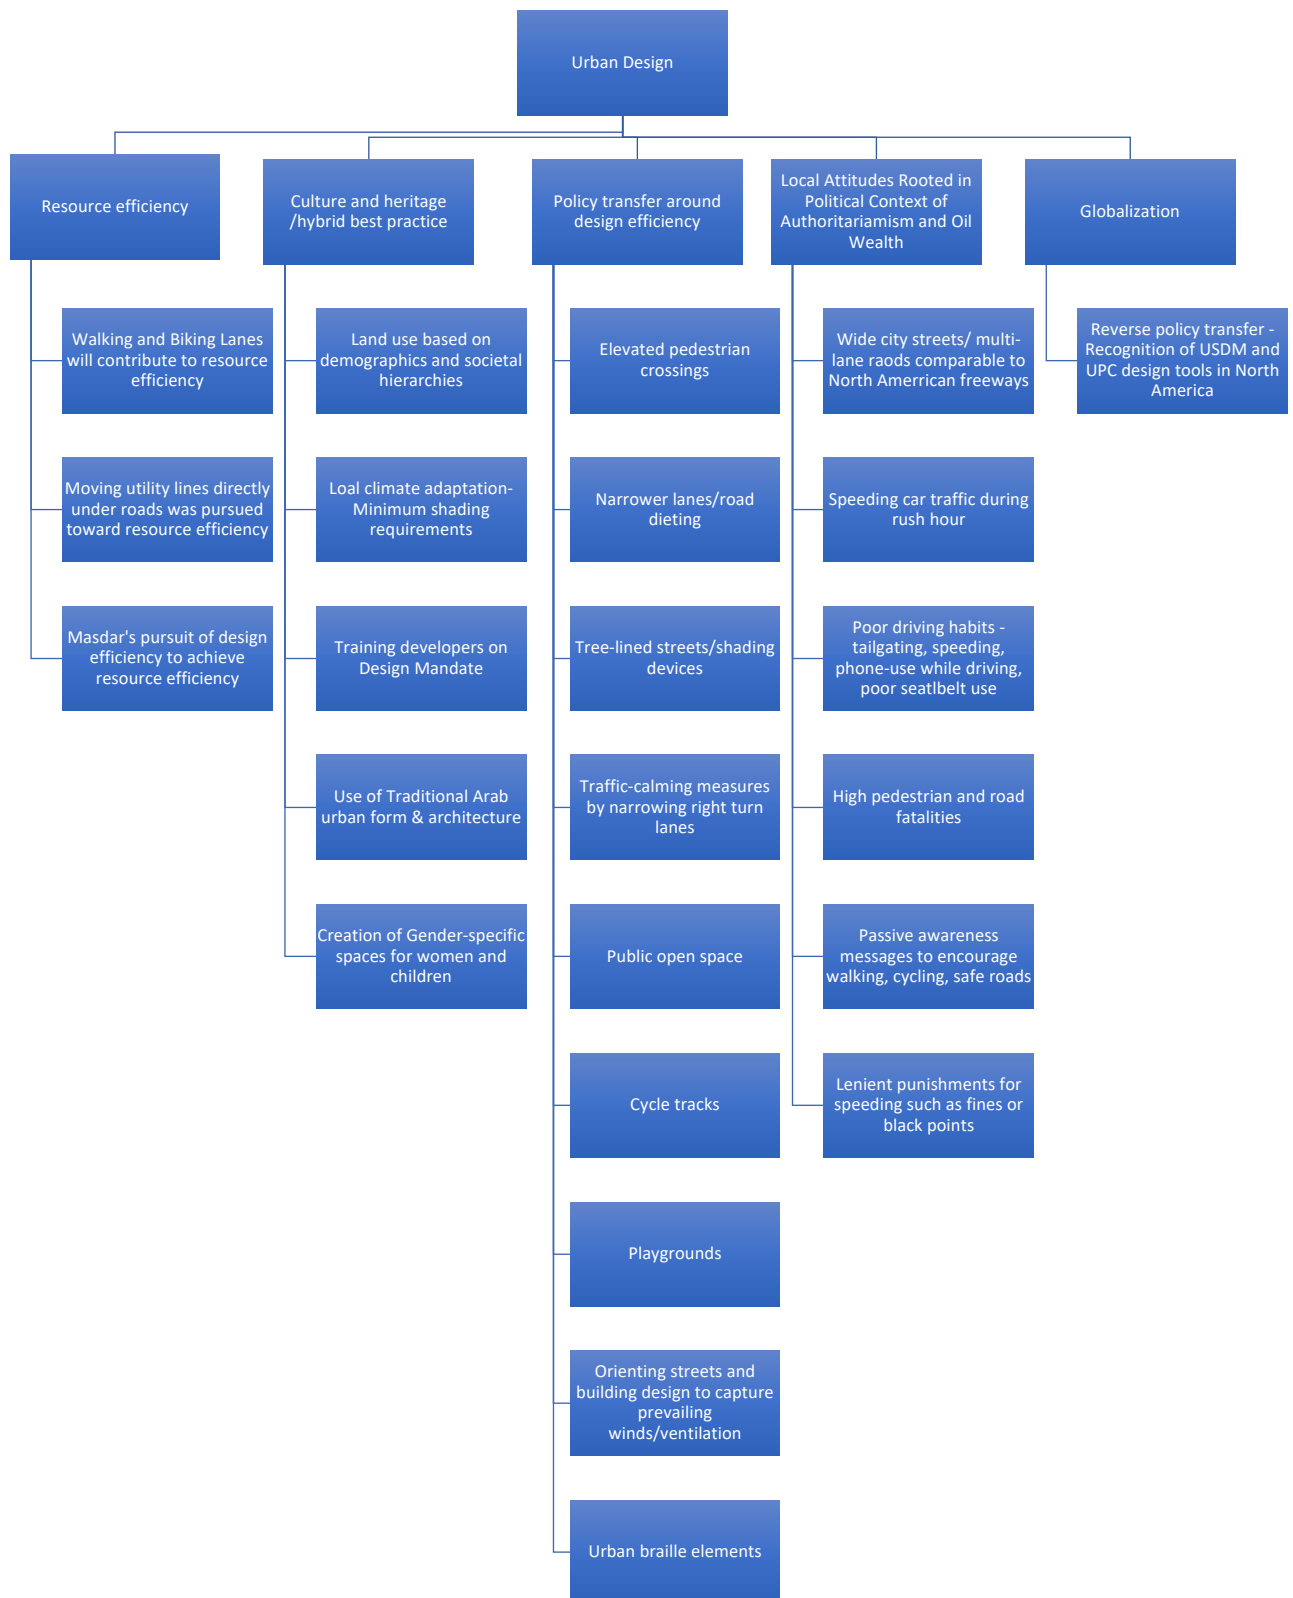 Urban Design
Resource efficiency
Walking and Biking Lanes
will contribute to resource
efficiency
Moving utility lines directly
under roads was pursued
toward resource efficiency
Masdar's pursuit of design
efficiency to achieve
resource efficiency
Culture and heritage
/hybrid best practice
Land use based on
demographics and societal
hierarchies
Loal climate adaptation-
Minimum shading
requirements
Training developers on
Design Mandate
Use of Traditional Arab
urban form & architecture
Creation of Gender-specific
spaces for women and
children
Policy transfer around
design efficiency
Elevated pedestrian
crossings
Narrower lanes/road
dieting
Tree-lined streets/shading
devices
Traffic-calming measures
by narrowing right turn
lanes
Public open space
Cycle tracks
Playgrounds
Orienting streets and
building design to capture
prevailing
winds/ventilation
Urban braille elements
Local Attitudes Rooted in
Political Context of
Authoritariamism and Oil
Wealth
Wide city streets/ multi-
lane raods comparable to
North Amerrican freeways
Speeding car traffic during
rush hour
Poor driving habits -
tailgating, speeding,
phone-use while driving,
poor seatlbelt use
High pedestrian and road
fatalities
Passive awareness
messages to encourage
walking, cycling, safe roads
Lenient punishments for
speeding such as fines or
black points
Globalization
Reverse policy transfer -
Recognition of USDM and
UPC design tools in North
America